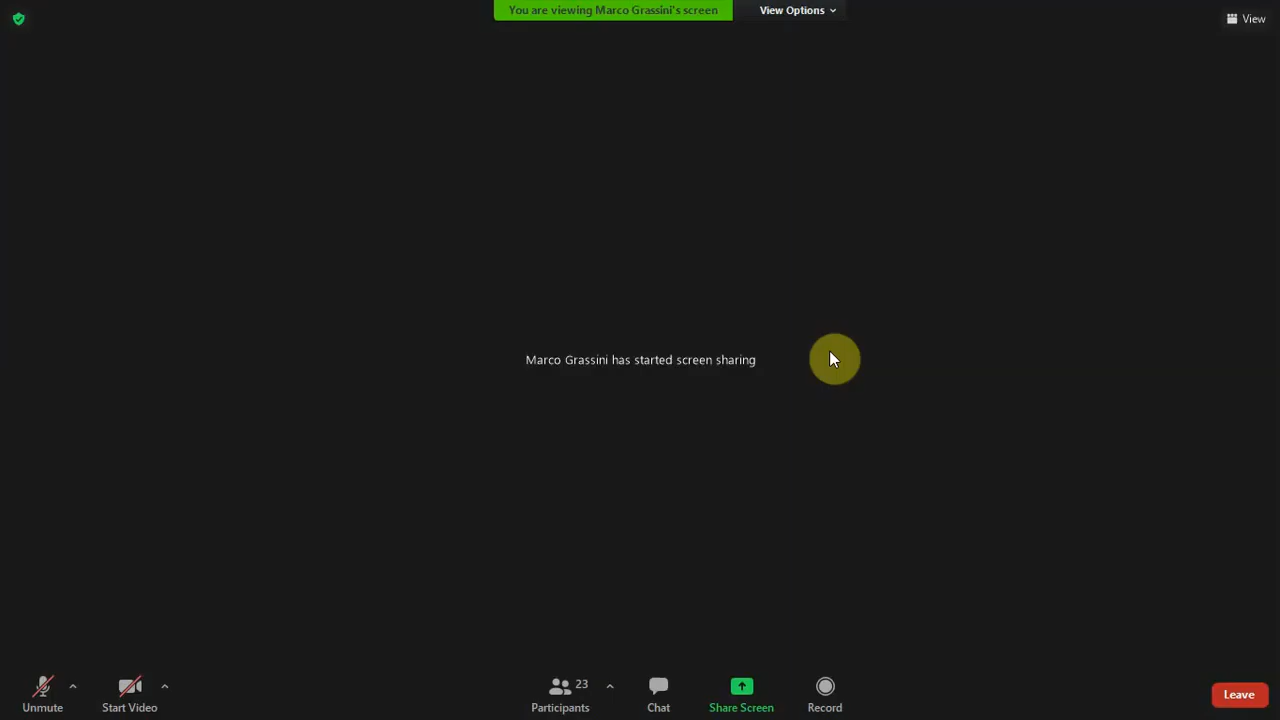 You are viewing Marco Grassini's screen
View Options
View
Marco Grassini has started screen sharing
Unmute
Start Video
23
Participants
Chat
Share Screen
Record
Leave